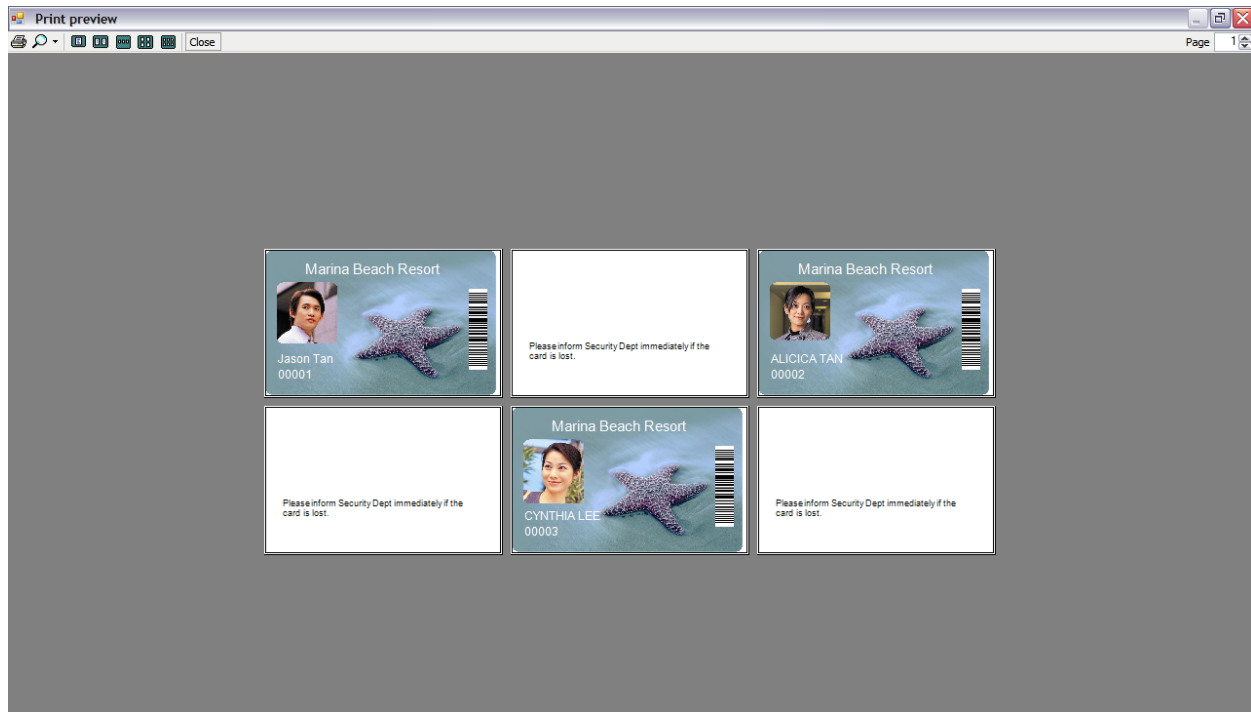 Print preview
Close
Page 1
Marina Beach Resort
Jason Tan
00001
Please inform Security Dept immediately if the
card is lost.
Marina Beach Resort
ALICICA TAN
00002
Please inform Security Dept immediately if the
card is lost.
Marina Beach Resort
CYNTHIA LEE
00003
Please inform Security Dept immediately if the
card is lost.